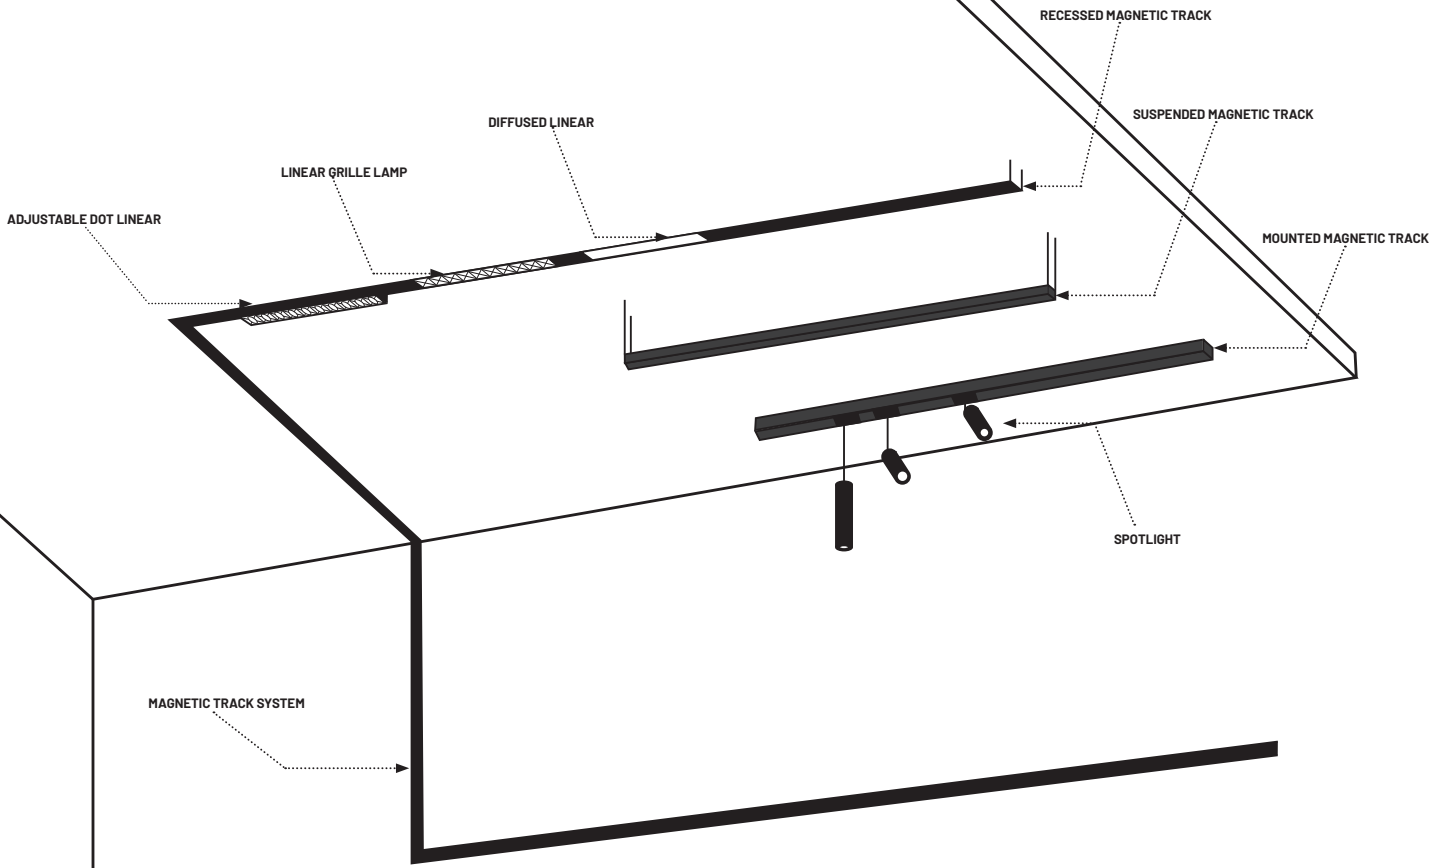 RECESSED MAGNETIC TRACK
SUSPENDED MAGNETIC TRACK
DIFFUSED LINEAR
LINEAR GRILLE LAMP
ADJUSTABLE DOT LINEAR
MOUNTED MAGNETIC TRACK
SPOTLIGHT
MAGNETIC TRACK SYSTEM